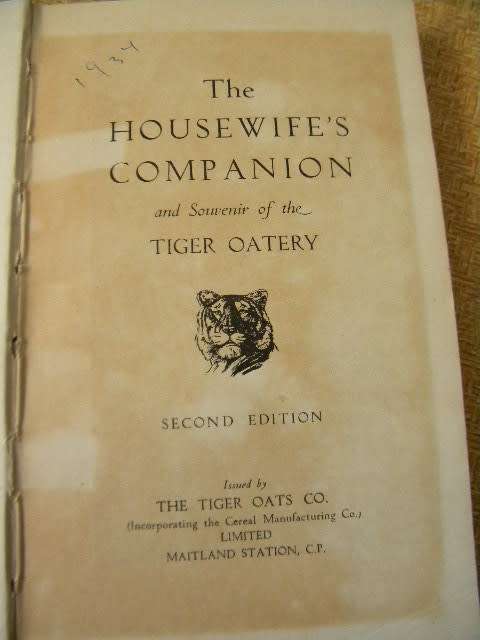 1934
The
HOUSEWIFE'S
COMPANION
and Souvenir of the
TIGER OATERY
SECOND EDITION
Issued by
THE TIGER OATS CO.
(Incorporating the Cereal Manufacturing Co.)
LIMITED
MAITLAND STATION, C.P.